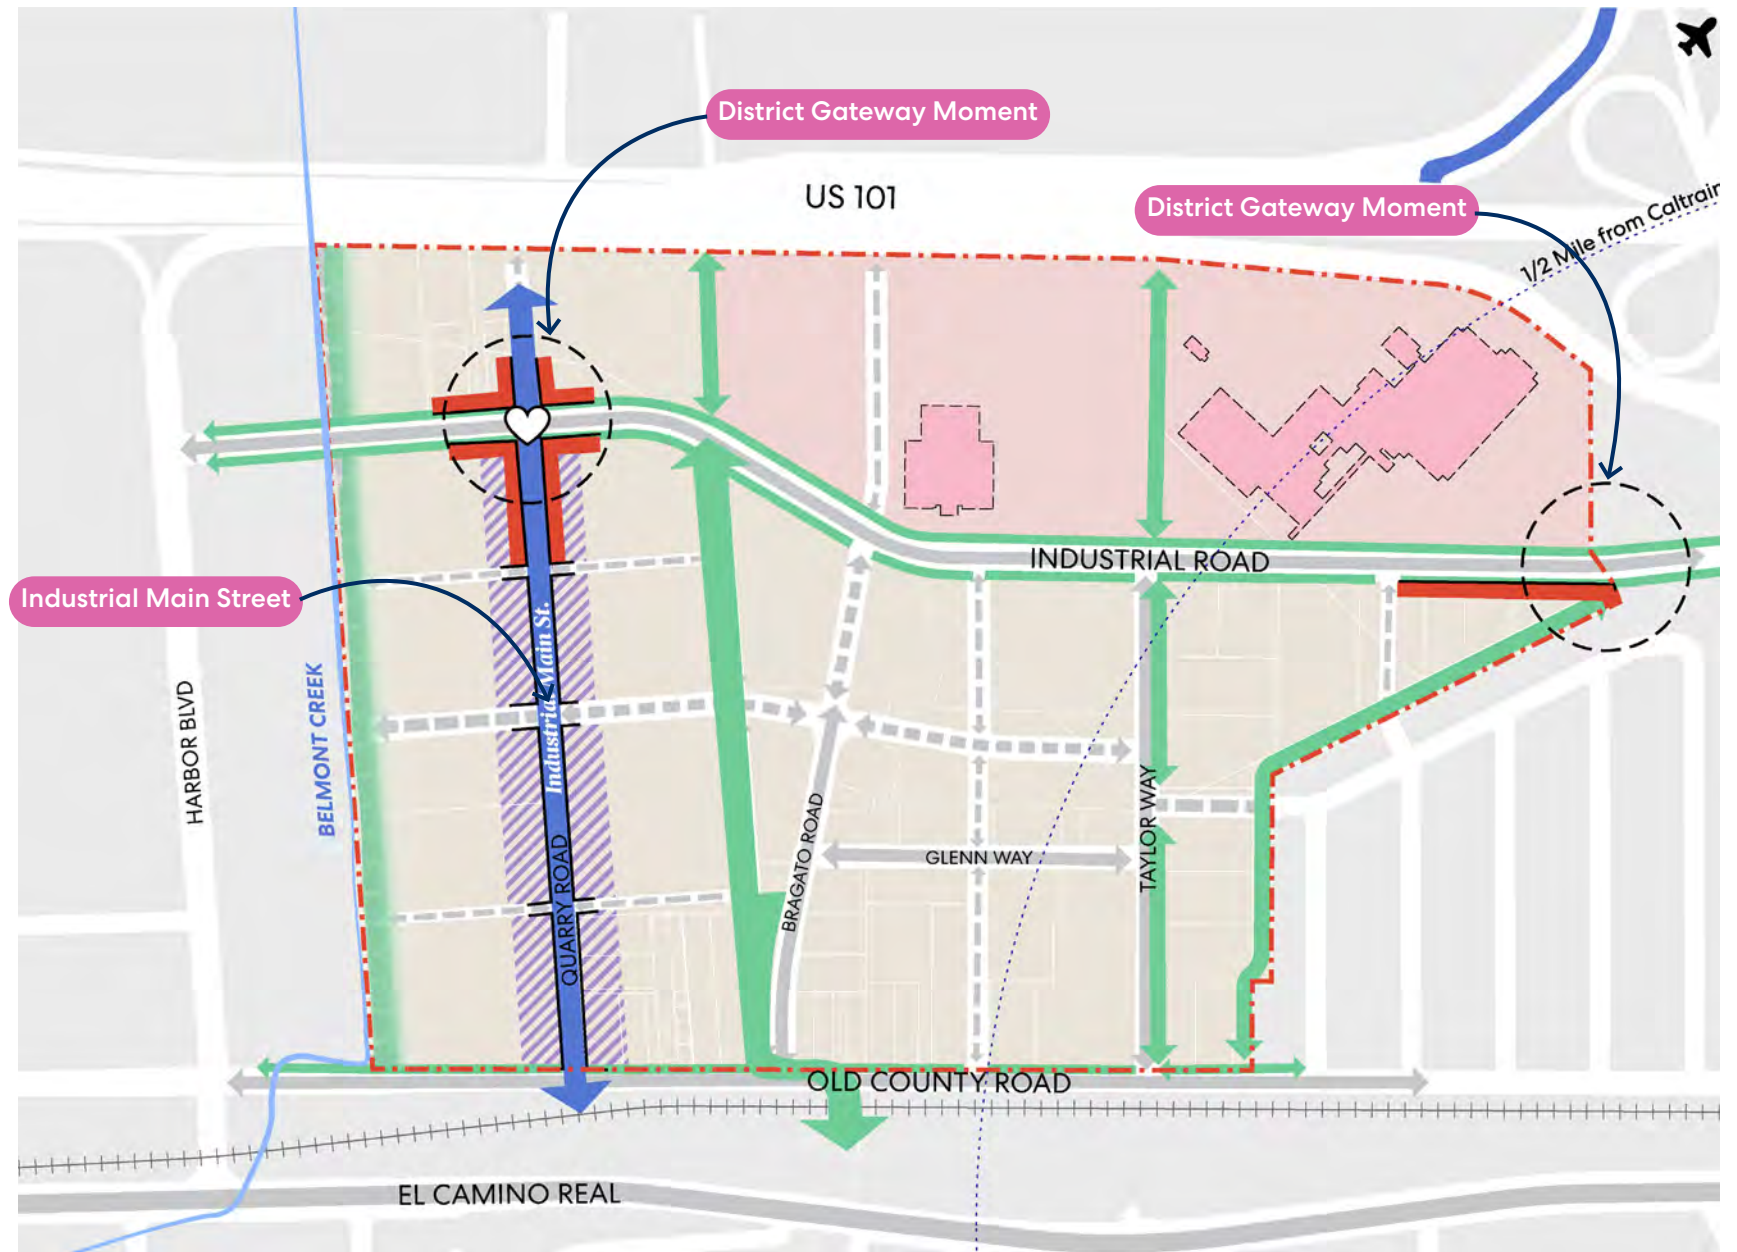 District Gateway Moment
US 101
District Gateway Moment
1/2 Mile from Caltrain
INDUSTRIAL ROAD
Industrial Main Street
Industrial Main St.
HARBOR BLVD
BELMONT CREEK
QUARRY ROAD
BRAGATO ROAD
GLENN WAY
TAYLOR WAY
OLD COUNTY ROAD
EL CAMINO REAL